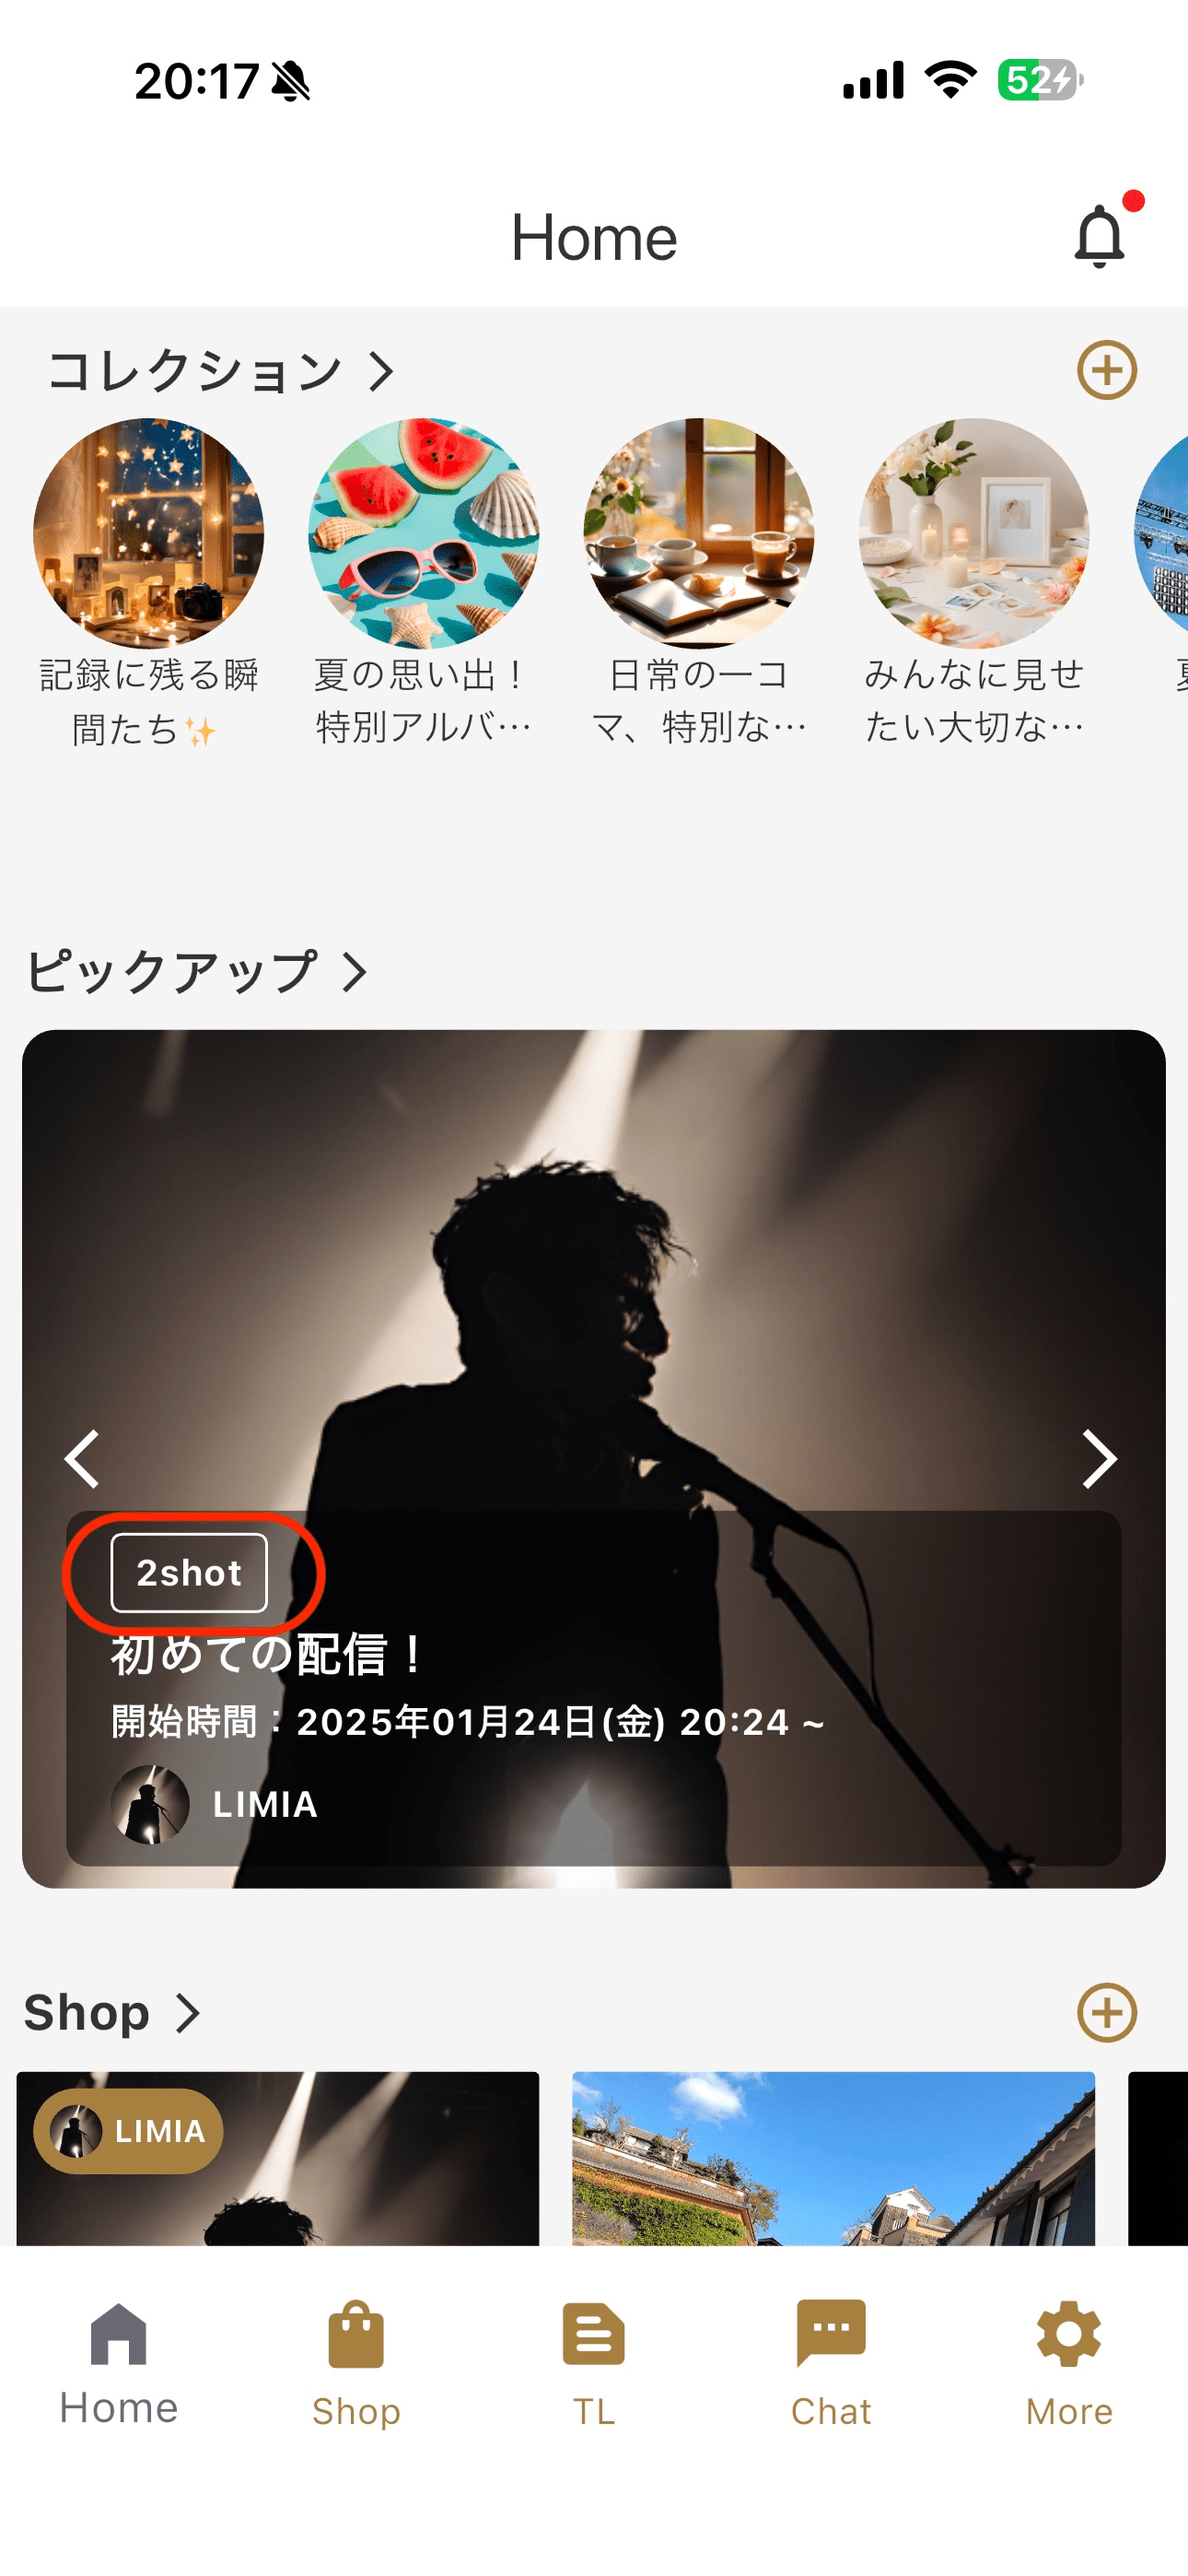 20:17
52
Home
コレクション
記録に残る瞬
間たち✨
夏の思い出！
特別アルバ…
日常の一コ
マ、特別な…
みんなに見せ
たい大切な…
ピックアップ
2shot
初めての配信！
開始時間：2025年01月24日(金) 20:24 ~
LIMIA
Shop
LIMIA
Home
Shop
TL
Chat
More